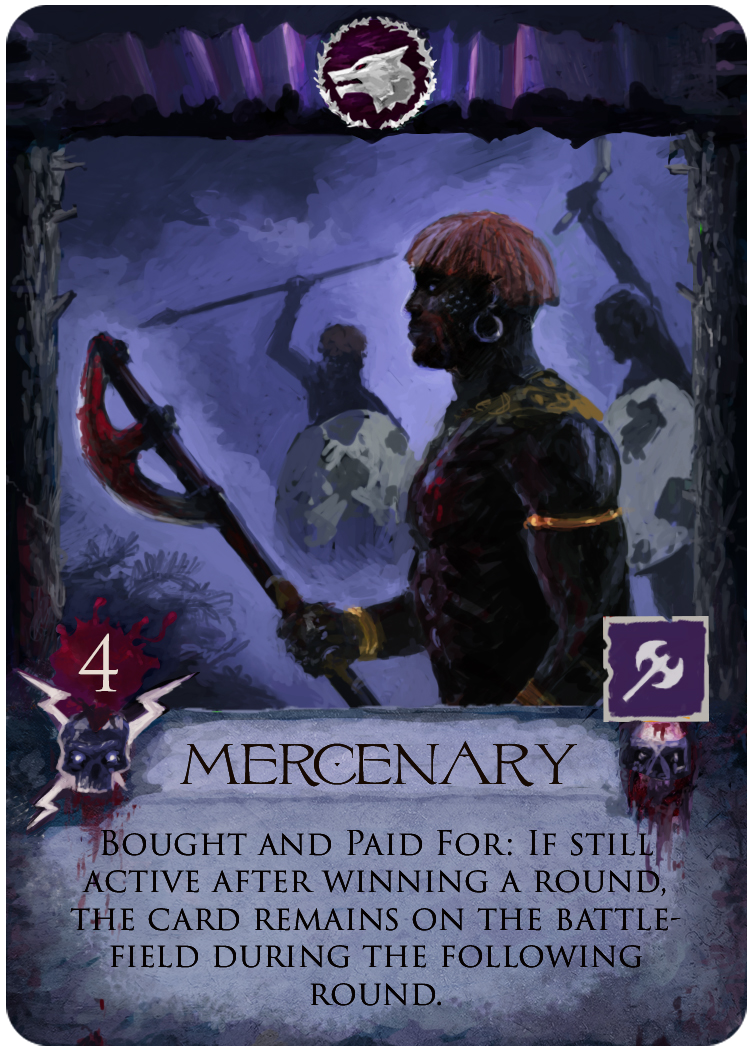 4
MERCENARY
BOUGHT AND PAID FOR: IF STILL
ACTIVE AFTER WINNING A ROUND,
THE CARD REMAINS ON THE BATTLE-
FIELD DURING THE FOLLOWING
ROUND.